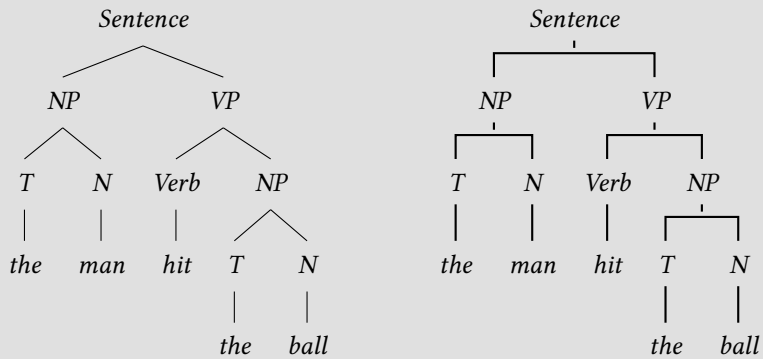 Sentence Sentence
NP VP NP VP
T N Verb NP T N Verb NP
the man hit T N the man hit T N
the ball the ball